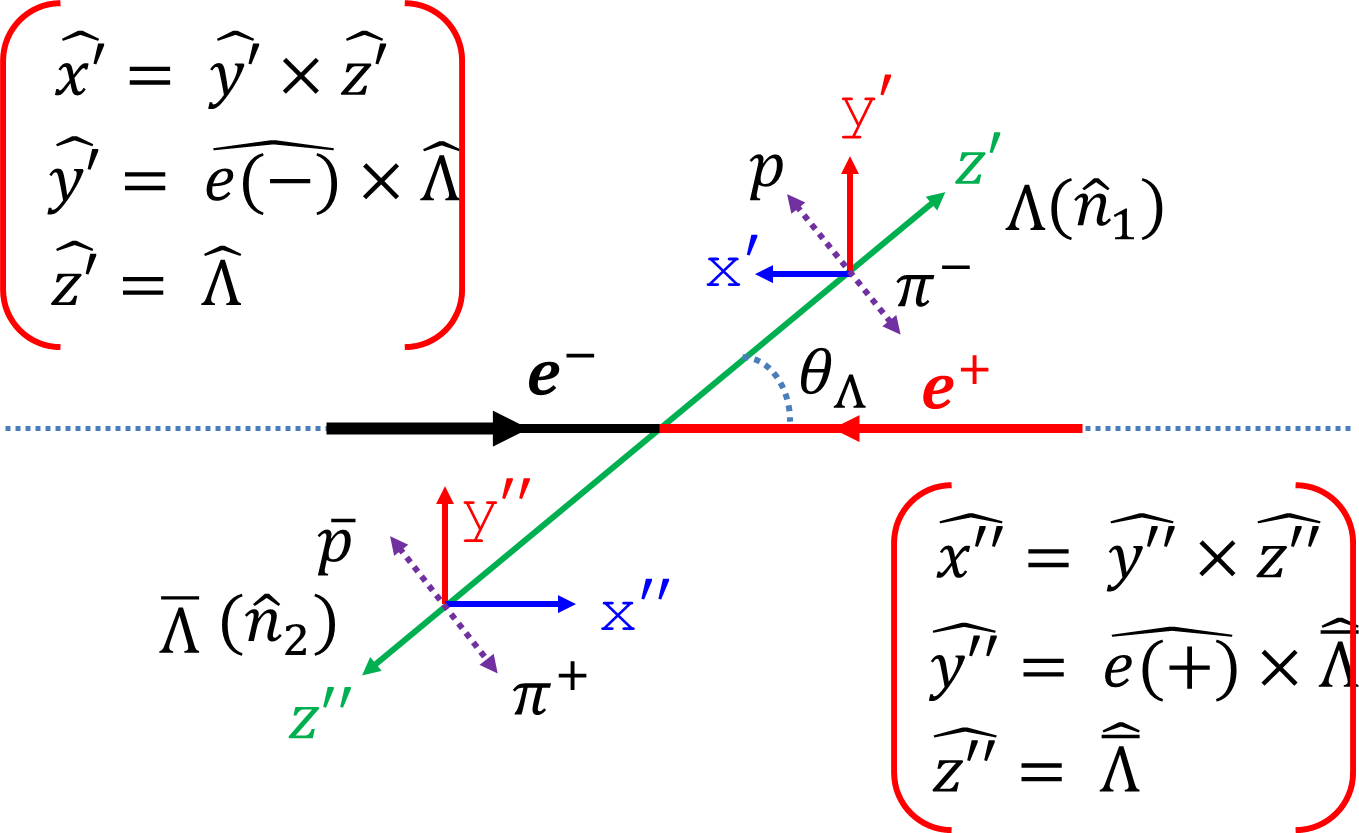 x̂′ = ŷ′ × ẑ′
ŷ′ = ê(−) × Λ̂
ẑ′ = Λ̂
y′
z′
p
Λ(n̂₁)
x′
π⁻
e⁻
θ_Λ
e⁺
y′′
p̄
x′′
Λ̄ (n̂₂)
π⁺
z′′
x̂′′ = ŷ′′ × ẑ′′
ŷ′′ = ê(+) × Λ̄̂
ẑ′′ = Λ̄̂